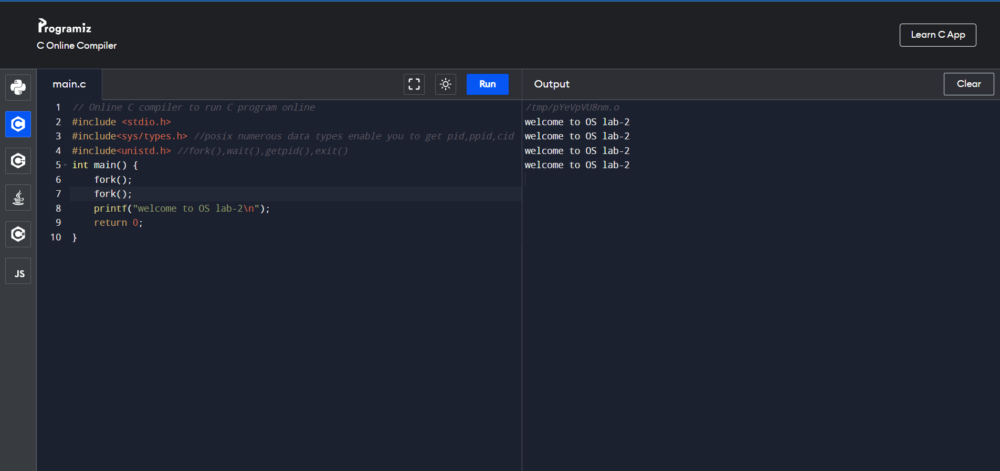 Programiz
C Online Compiler
Learn C App
main.c
Run
Output
Clear
1 // Online C compiler to run C program online
2 #include <stdio.h>
3 #include<sys/types.h> //posix numerous data types enable you to get pid,ppid,cid
4 #include<unistd.h> //fork(),wait(),getpid(),exit()
5 int main() {
6 fork();
7 fork();
8 printf("welcome to OS lab-2\n");
9 return 0;
10 }
/tmp/pYeVpVU8nm.o
welcome to OS lab-2
welcome to OS lab-2
welcome to OS lab-2
welcome to OS lab-2
C
C++
C#
JS